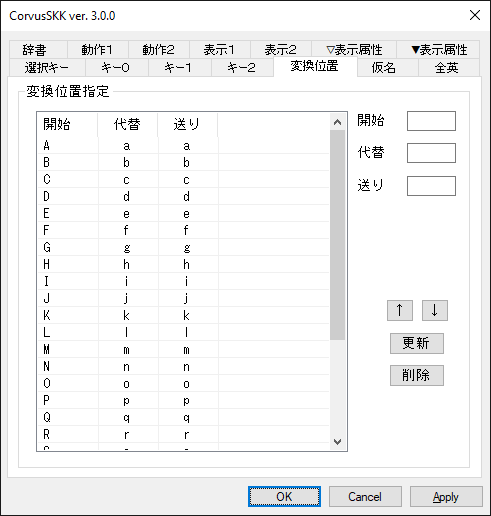 CorvusSKK ver. 3.0.0
辞書 動作1 動作2 表示1 表示2 ▽表示属性 ▼表示属性
選択キー キー0 キー1 キー2 変換位置 仮名 全英
変換位置指定
開始 代替 送り
A a a
B b b
C c c
D d d
E e e
F f f
G g g
H h h
I i i
J j j
K k k
L l l
M m m
N n n
O o o
P p p
Q q q
R r r
開始
代替
送り
↑ ↓
更新
削除
OK Cancel Apply